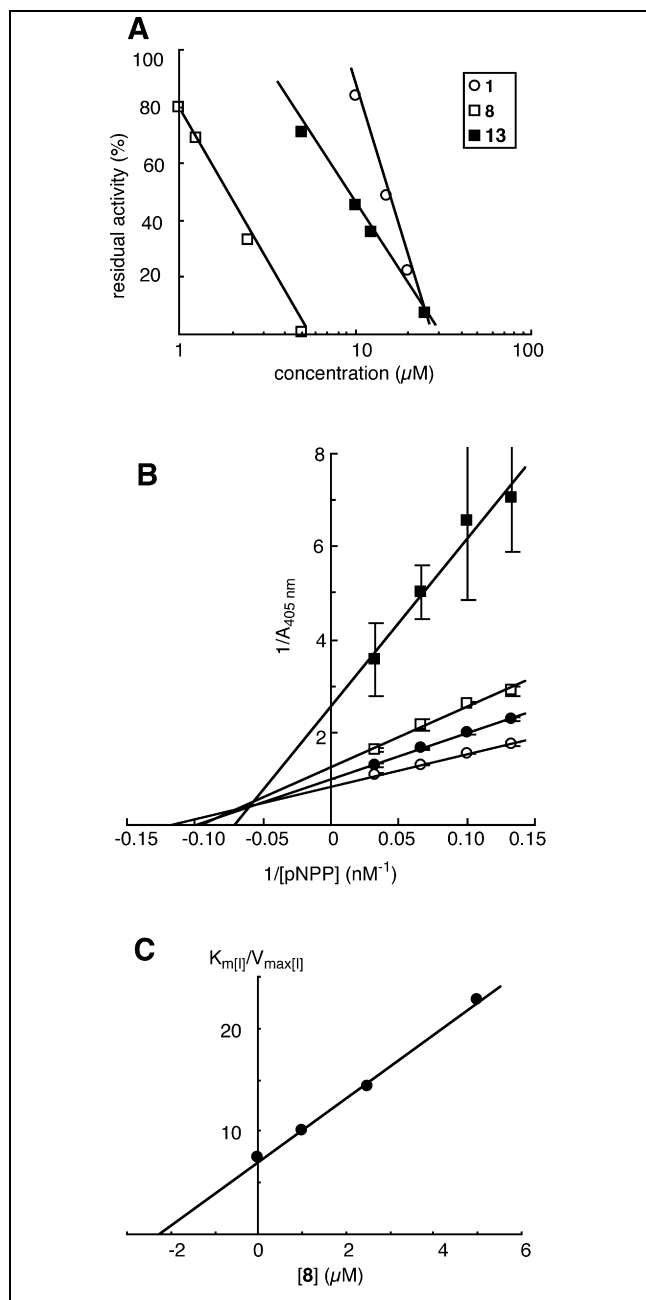 A
100
80
60
40
20
residual activity (%)
1
8
13
1 10 100
concentration (µM)
B
8
6
4
2
1/A405 nm
-0.15 -0.10 -0.05 0 0.05 0.10 0.15
1/[pNPP] (nM-1)
C
Km[I]/Vmax[I]
20
10
-2 0 2 4 6
[8] (µM)